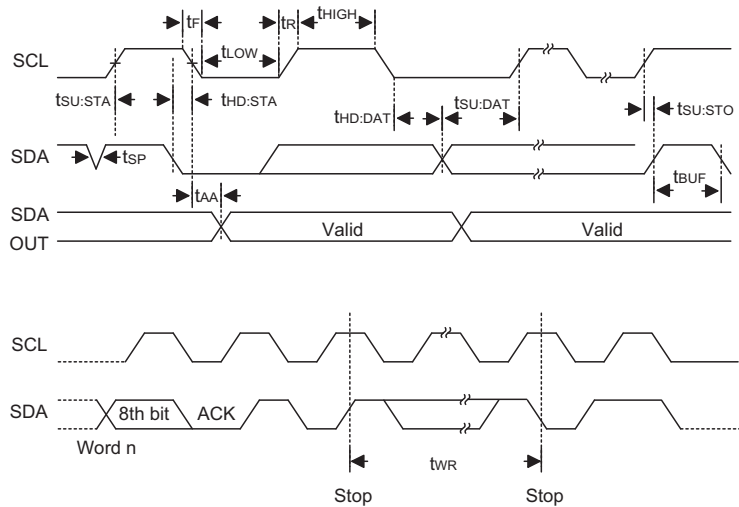 tF tR tHIGH
SCL tLOW
tSU:STA tHD:STA tHD:DAT tSU:DAT tSU:STO
SDA tSP tBUF
tAA
SDA
OUT Valid Valid
SCL
SDA 8th bit ACK
Word n tWR
Stop Stop